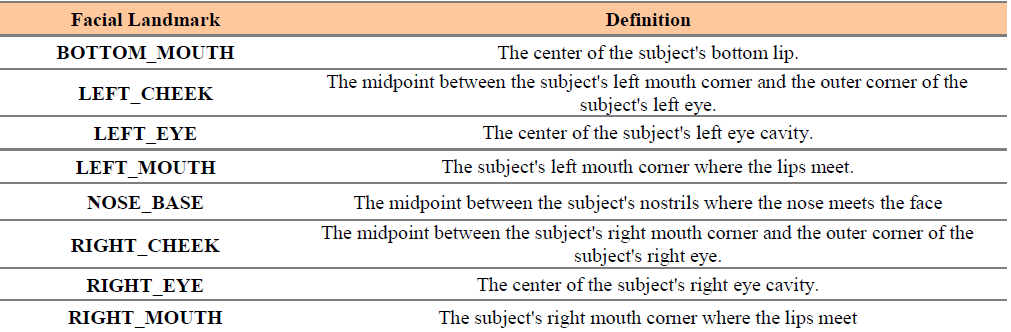 Facial Landmark Definition
BOTTOM_MOUTH The center of the subject's bottom lip.
LEFT_CHEEK The midpoint between the subject's left mouth corner and the outer corner of the
subject's left eye.
LEFT_EYE The center of the subject's left eye cavity.
LEFT_MOUTH The subject's left mouth corner where the lips meet.
NOSE_BASE The midpoint between the subject's nostrils where the nose meets the face
RIGHT_CHEEK The midpoint between the subject's right mouth corner and the outer corner of the
subject's right eye.
RIGHT_EYE The center of the subject's right eye cavity.
RIGHT_MOUTH The subject's right mouth corner where the lips meet